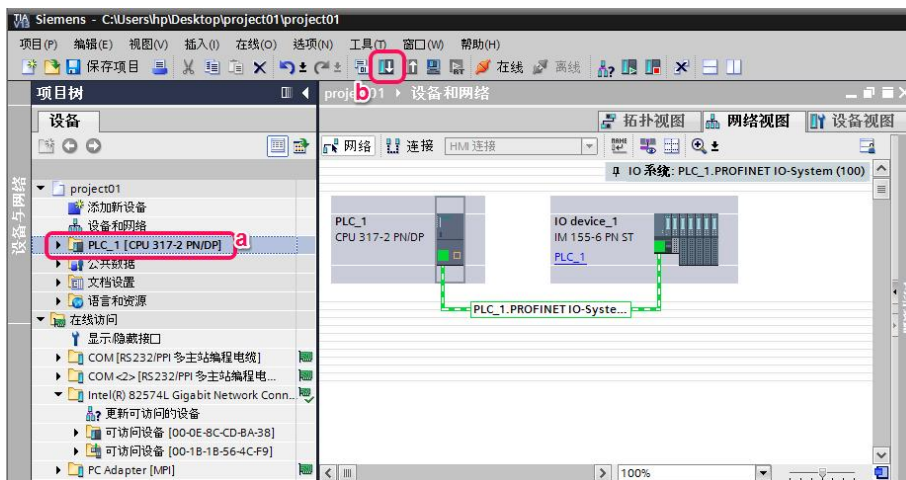 Siemens - C:\Users\hp\Desktop\project01\project01
项目(P) 编辑(E) 视图(V) 插入(I) 在线(O) 选项(N) 工具(T) 窗口(W) 帮助(H)
保存项目 在线 离线
b
项目树
project01 › 设备和网络
设备
拓扑视图 网络视图 设备视图
网络 连接 HMI 连接
IO 系统: PLC_1.PROFINET IO-System (100)
project01
添加新设备
设备和网络
PLC_1 [CPU 317-2 PN/DP]
a
公共数据
文档设置
语言和资源
在线访问
显示/隐藏接口
COM [RS232/PPI 多主站编程电缆]
COM <2> [RS232/PPI 多主站编程电...
Intel(R) 82574L Gigabit Network Conn...
更新可访问的设备
可访问设备 [00-0E-8C-CD-BA-38]
可访问设备 [00-1B-1B-56-4C-F9]
PC Adapter [MPI]
PLC_1
CPU 317-2 PN/DP
IO device_1
IM 155-6 PN ST
PLC_1
PLC_1.PROFINET IO-Syste...
100%
设备与网络